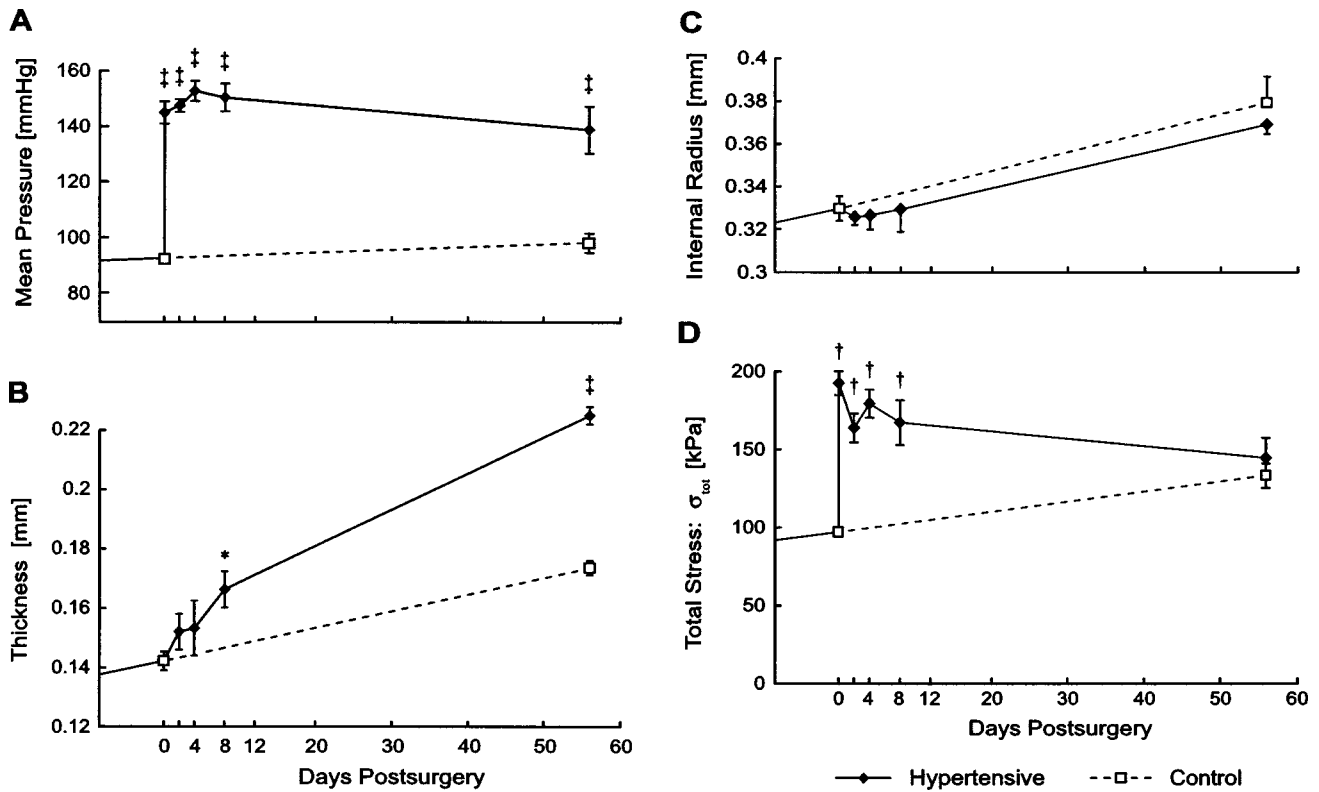 A
Mean Pressure [mmHg]
160
140
120
100
80
‡ ‡ ‡ ‡ ‡
B
Thickness [mm]
0.22
0.2
0.18
0.16
0.14
0.12
* ‡
0 4 8 12 20 30 40 50 60
Days Postsurgery
C
Internal Radius [mm]
0.4
0.38
0.36
0.34
0.32
0.3
D
Total Stress: σtot [kPa]
200
150
100
50
0
† † † †
0 4 8 12 20 30 40 50 60
Days Postsurgery
Hypertensive Control